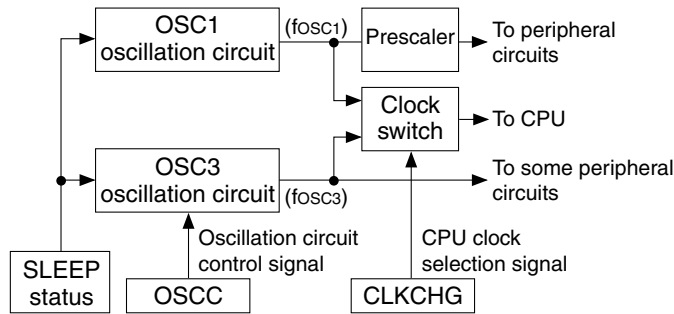 OSC1
oscillation circuit
(fOSC1)
Prescaler
To peripheral
circuits
Clock
switch
To CPU
OSC3
oscillation circuit
(fOSC3)
To some peripheral
circuits
Oscillation circuit
control signal
CPU clock
selection signal
SLEEP
status
OSCC
CLKCHG